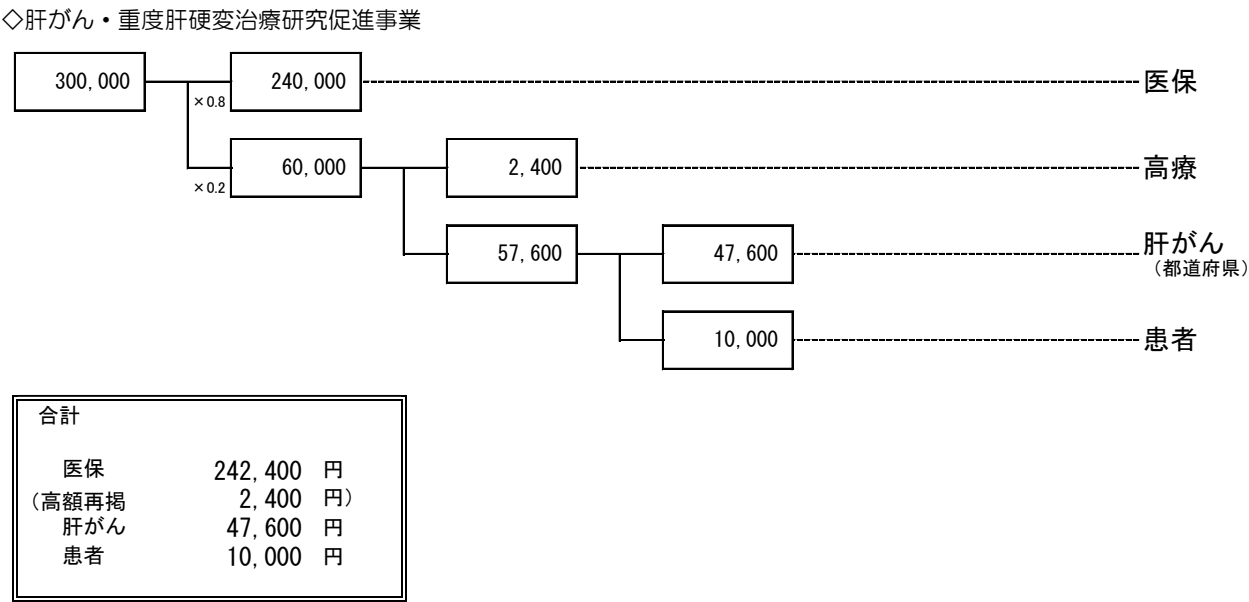 ◇肝がん・重度肝硬変治療研究促進事業
300,000
×0.8
240,000
医保
×0.2
60,000
2,400
高療
57,600
47,600
肝がん
（都道府県）
10,000
患者
合計
医保 242,400 円
（高額再掲 2,400 円）
肝がん 47,600 円
患者 10,000 円